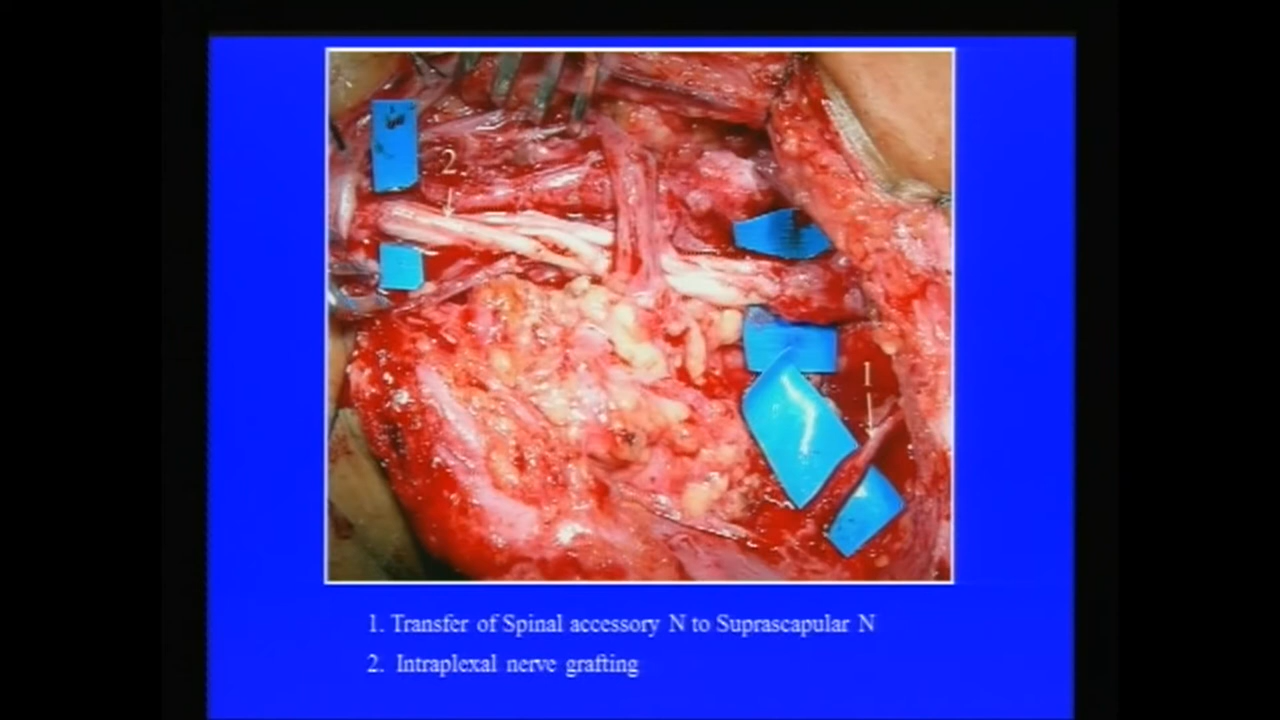 2
1
1. Transfer of Spinal accessory N to Suprascapular N
2. Intraplexal nerve grafting